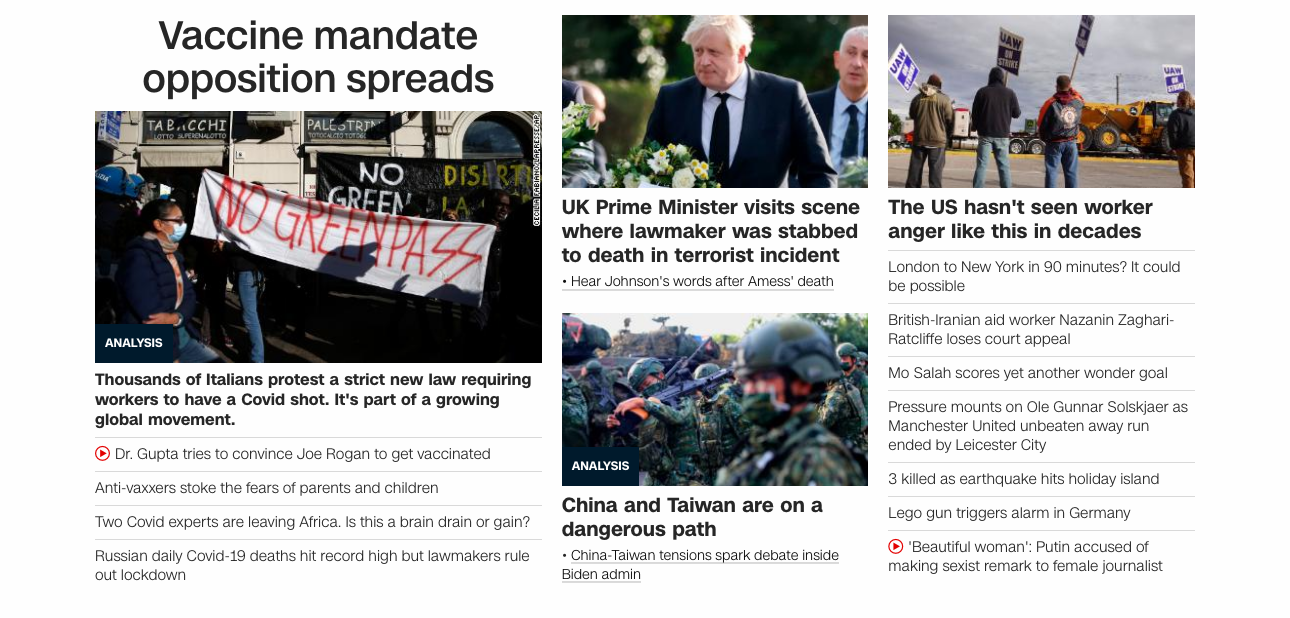 Vaccine mandate
opposition spreads
TABACCHI
LOTTO SUPERENALOTTO
NO
GREEN
NO GREENPASS
ANALYSIS
Thousands of Italians protest a strict new law requiring
workers to have a Covid shot. It's part of a growing
global movement.
Dr. Gupta tries to convince Joe Rogan to get vaccinated
Anti-vaxxers stoke the fears of parents and children
Two Covid experts are leaving Africa. Is this a brain drain or gain?
Russian daily Covid-19 deaths hit record high but lawmakers rule
out lockdown
UK Prime Minister visits scene
where lawmaker was stabbed
to death in terrorist incident
• Hear Johnson's words after Amess' death
ANALYSIS
China and Taiwan are on a
dangerous path
• China-Taiwan tensions spark debate inside
Biden admin
UAW
ON
STRIKE
The US hasn't seen worker
anger like this in decades
London to New York in 90 minutes? It could
be possible
British-Iranian aid worker Nazanin Zaghari-
Ratcliffe loses court appeal
Mo Salah scores yet another wonder goal
Pressure mounts on Ole Gunnar Solskjaer as
Manchester United unbeaten away run
ended by Leicester City
3 killed as earthquake hits holiday island
Lego gun triggers alarm in Germany
'Beautiful woman': Putin accused of
making sexist remark to female journalist